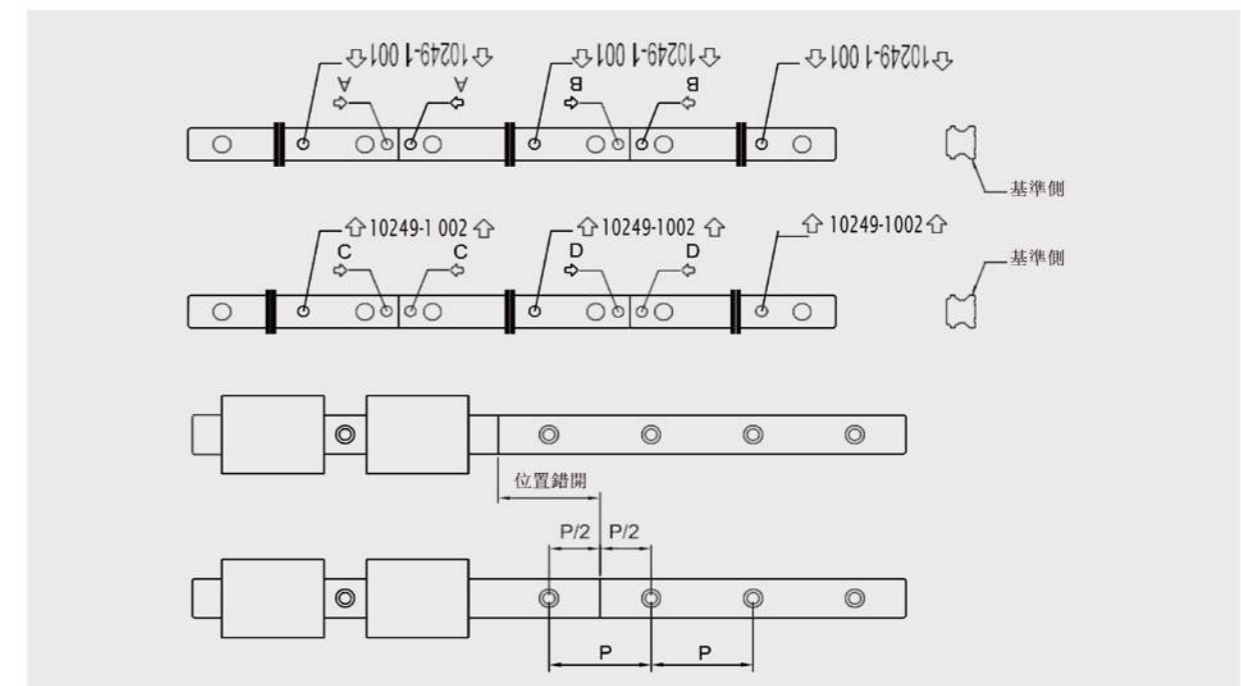 ⇧10249-1 001⇧ ⇧10249-1 001⇧ ⇧10249-1 001⇧
A A B B
基準側
⇧10249-1 002⇧ ⇧10249-1002⇧ ⇧10249-1002⇧
C C D D
基準側
位置錯開
P/2 P/2
P P